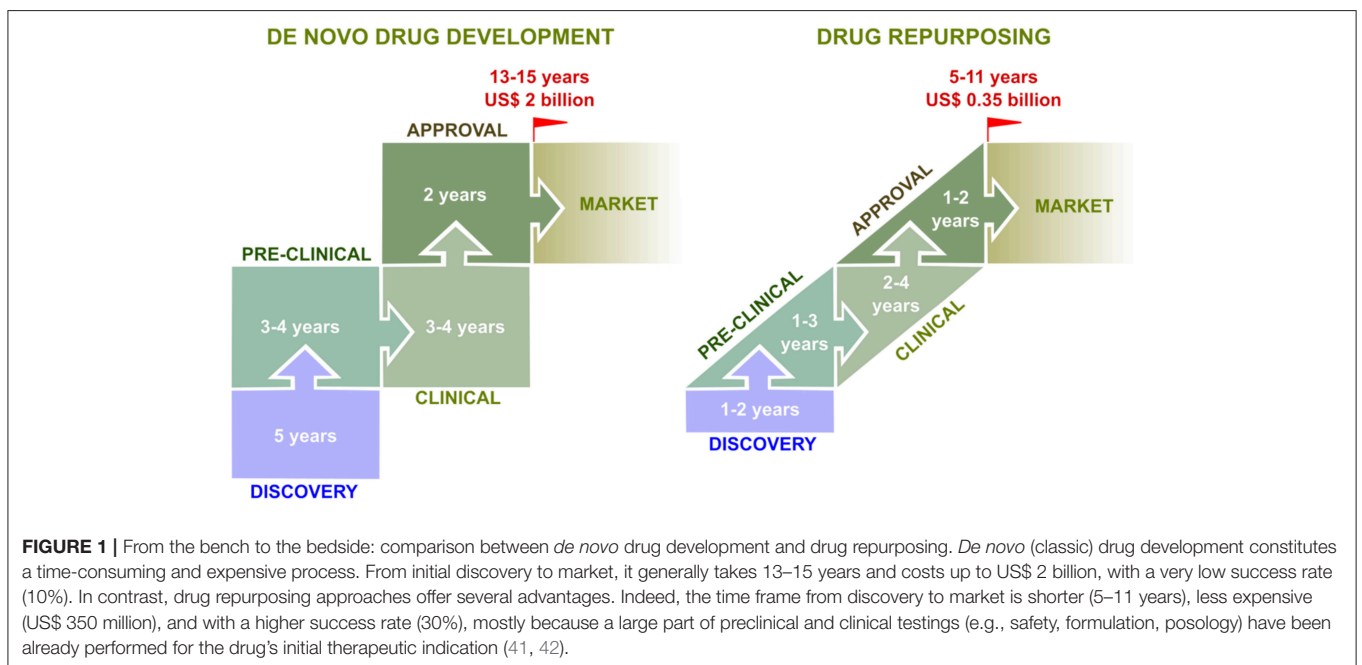 DE NOVO DRUG DEVELOPMENT
13-15 years
US$ 2 billion
APPROVAL
2 years
MARKET
PRE-CLINICAL
3-4 years
3-4 years
CLINICAL
5 years
DISCOVERY
DRUG REPURPOSING
5-11 years
US$ 0.35 billion
APPROVAL
1-2
years
MARKET
PRE-CLINICAL
1-3
years
2-4
years
CLINICAL
1-2 years
DISCOVERY
FIGURE 1 | From the bench to the bedside: comparison between de novo drug development and drug repurposing. De novo (classic) drug development constitutes
a time-consuming and expensive process. From initial discovery to market, it generally takes 13–15 years and costs up to US$ 2 billion, with a very low success rate
(10%). In contrast, drug repurposing approaches offer several advantages. Indeed, the time frame from discovery to market is shorter (5–11 years), less expensive
(US$ 350 million), and with a higher success rate (30%), mostly because a large part of preclinical and clinical testings (e.g., safety, formulation, posology) have been
already performed for the drug's initial therapeutic indication (41, 42).